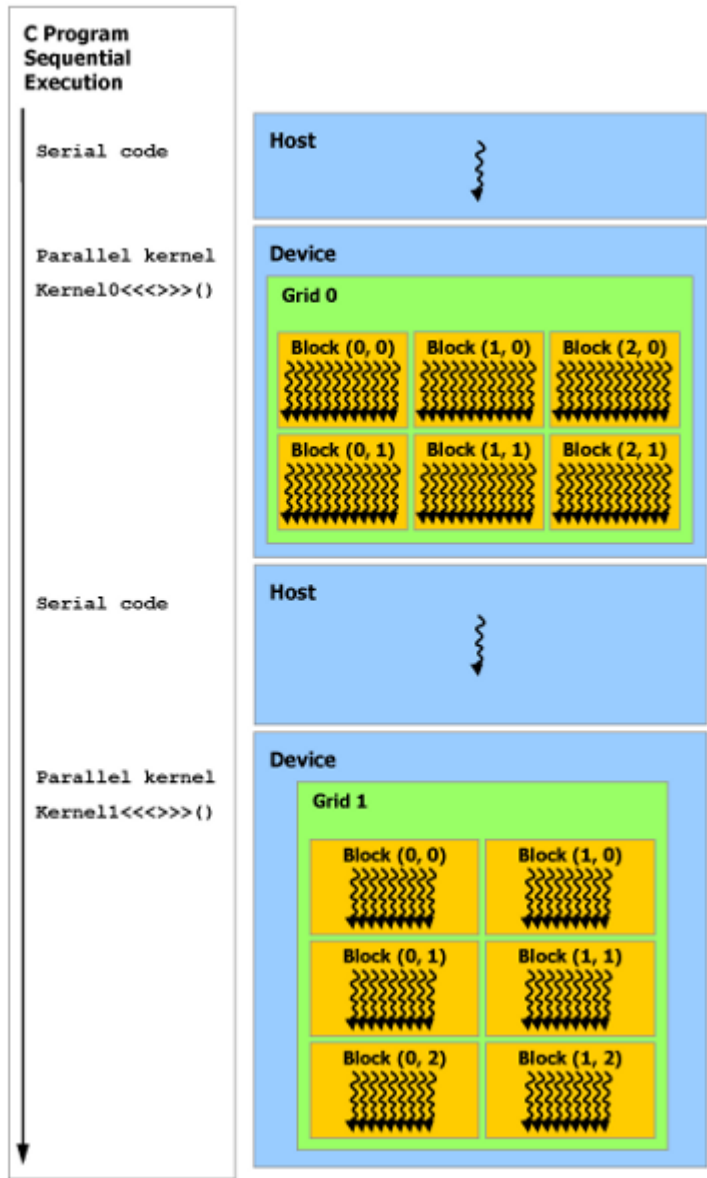 C Program
Sequential
Execution
Serial code
Host
Parallel kernel
Kernel0<<<>>>()
Device
Grid 0
Block (0, 0) Block (1, 0) Block (2, 0)
Block (0, 1) Block (1, 1) Block (2, 1)
Serial code
Host
Parallel kernel
Kernel1<<<>>>()
Device
Grid 1
Block (0, 0) Block (1, 0)
Block (0, 1) Block (1, 1)
Block (0, 2) Block (1, 2)